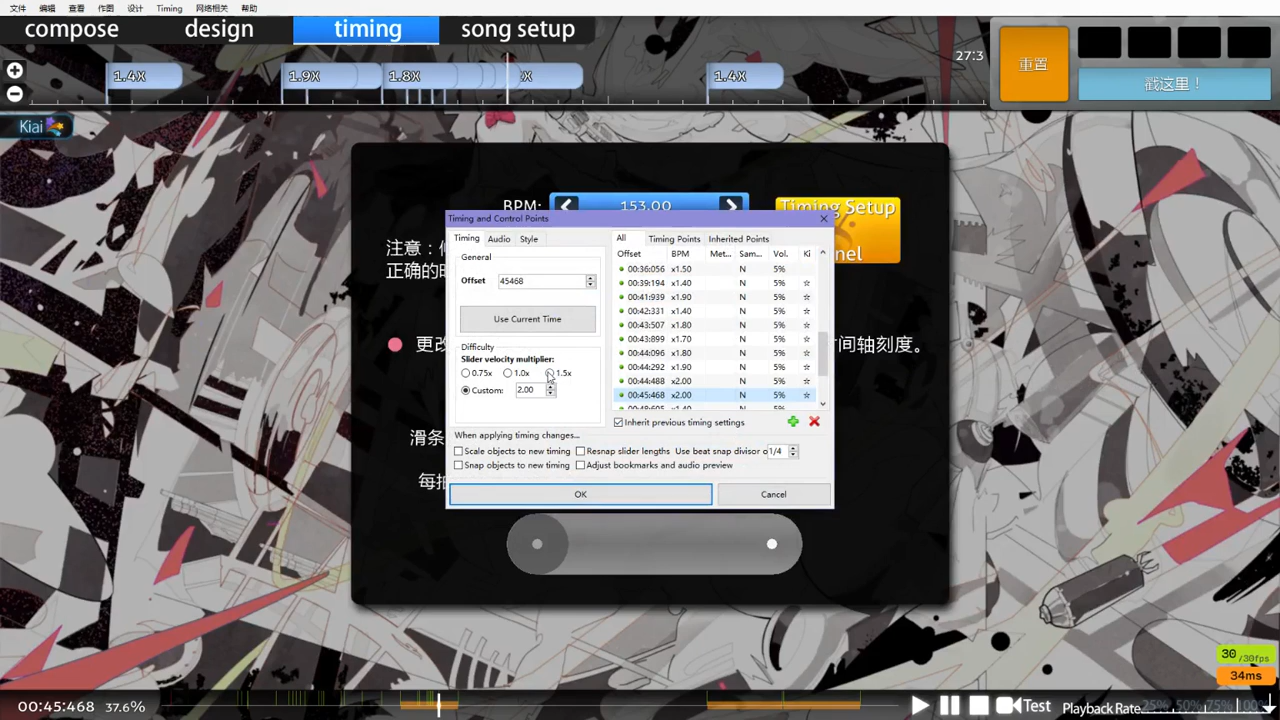 文件 编辑 查看 作图 设计 Timing 网络相关 帮助
compose design timing song setup
27:3
重置
戳这里！
1.4X 1.9X 1.8X X 1.4X
Kiai
BPM: 153.00
Timing Setup
nel
注意：
正确的
更改
间轴刻度。
滑条
每拍
Timing and Control Points
Timing Audio Style
General
Offset 45468
Use Current Time
Difficulty
Slider velocity multiplier:
0.75x 1.0x 1.5x
Custom: 2.00
All Timing Points Inherited Points
Offset BPM Met... Sam... Vol. Ki
00:36:056 x1.50 N 5%
00:39:194 x1.40 N 5% ☆
00:41:939 x1.90 N 5% ☆
00:42:331 x1.40 N 5% ☆
00:43:507 x1.80 N 5% ☆
00:43:899 x1.70 N 5% ☆
00:44:096 x1.80 N 5% ☆
00:44:292 x1.90 N 5% ☆
00:44:488 x2.00 N 5% ☆
00:45:468 x2.00 N 5% ☆
Inherit previous timing settings
When applying timing changes...
Scale objects to new timing Resnap slider lengths Use beat snap divisor o 1/4
Snap objects to new timing Adjust bookmarks and audio preview
OK Cancel
30/30fps
34ms
00:45:468 37.6% Test Playback Rate 25% 50% 75% 100%